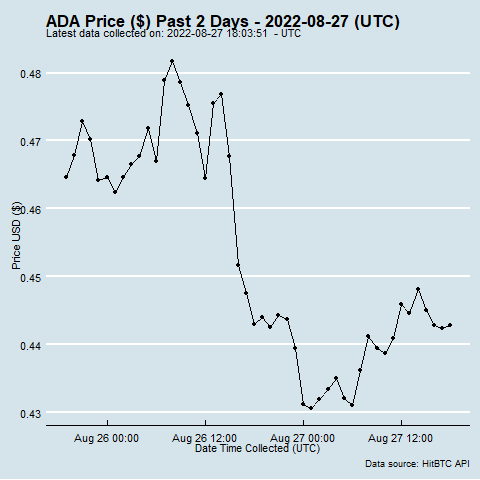 ADA Price ($) Past 2 Days - 2022-08-27 (UTC)
Latest data collected on: 2022-08-27 18:03:51  - UTC
0.48
0.47
0.46
0.45
0.44
0.43
Price USD ($)
Aug 26 00:00
Aug 26 12:00
Aug 27 00:00
Aug 27 12:00
Date Time Collected (UTC)
Data source: HitBTC API